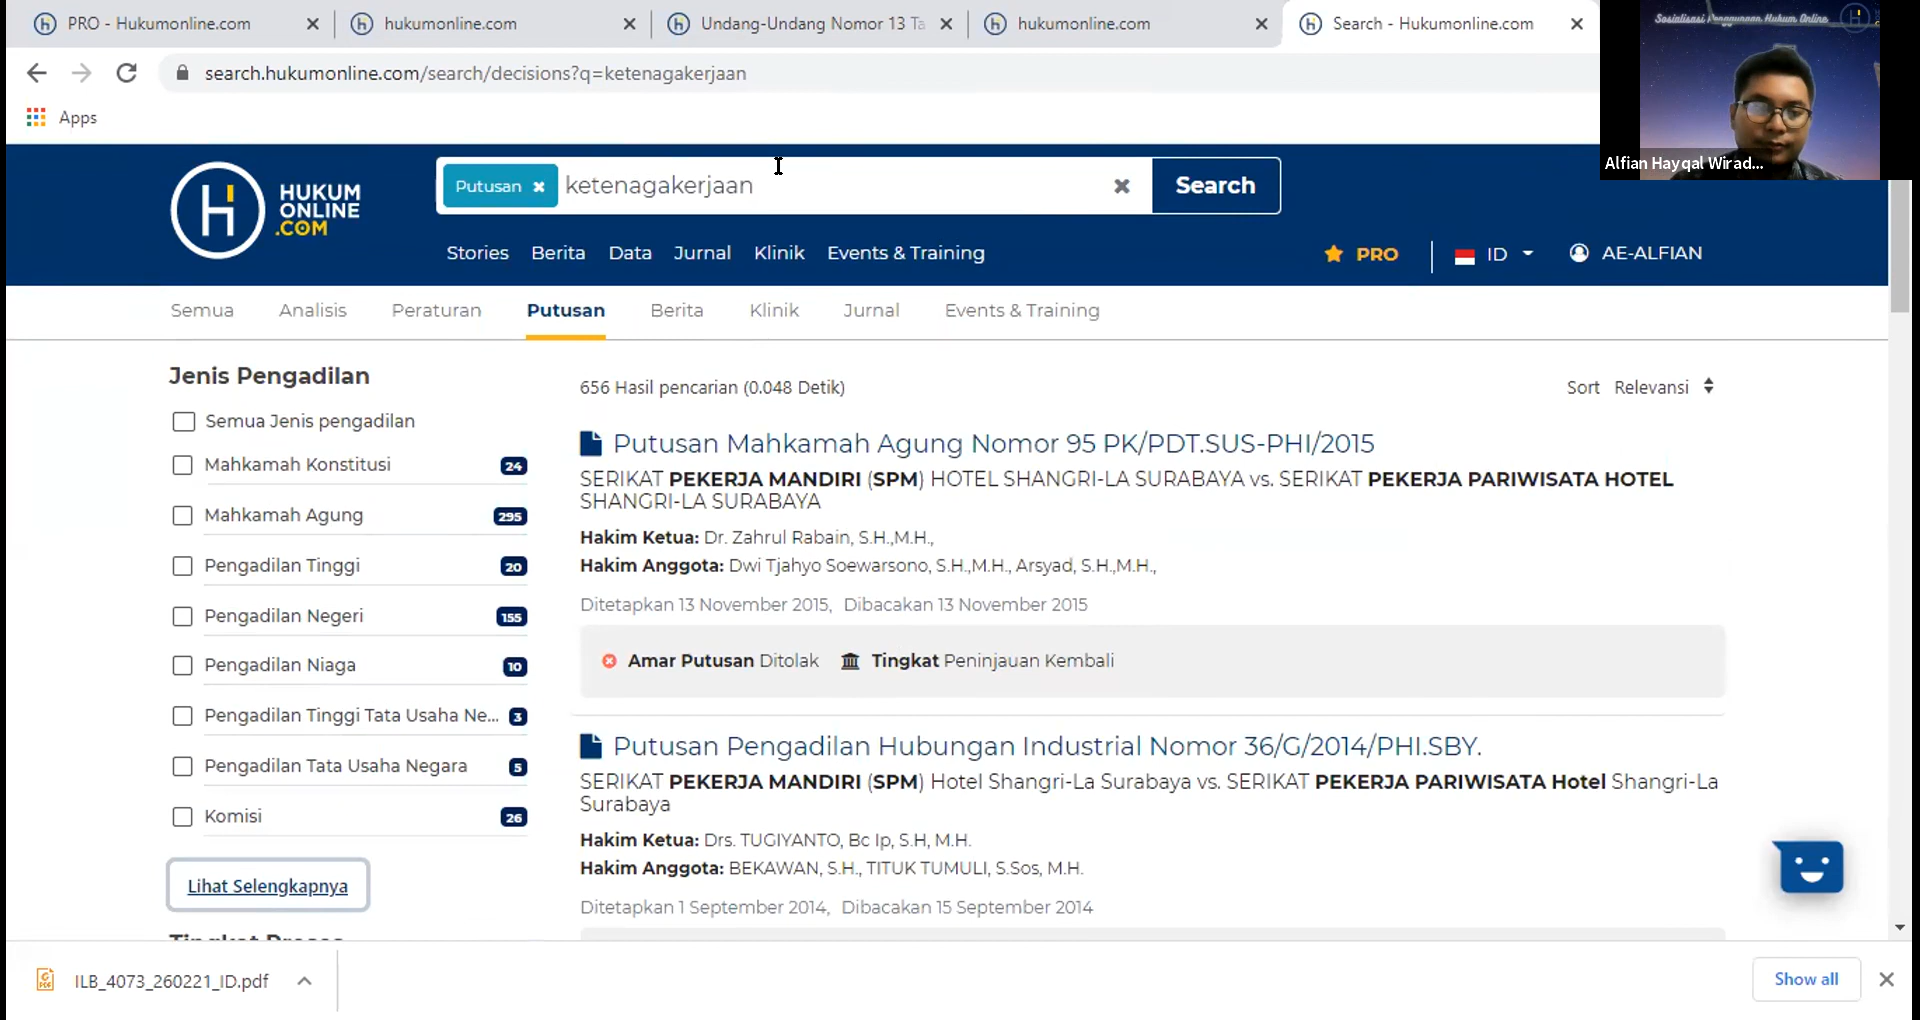 PRO - Hukumonline.com
hukumonline.com
Undang-Undang Nomor 13 Ta
hukumonline.com
Search - Hukumonline.com
Sosialisasi Penggunaan Hukum Online
search.hukumonline.com/search/decisions?q=ketenagakerjaan
Apps
Alfian Hayqal Wirad...
HUKUM
ONLINE
.COM
Putusan
ketenagakerjaan
Search
Stories
Berita
Data
Jurnal
Klinik
Events & Training
PRO
ID
AE-ALFIAN
Semua
Analisis
Peraturan
Putusan
Berita
Klinik
Jurnal
Events & Training
Jenis Pengadilan
Semua Jenis pengadilan
Mahkamah Konstitusi 24
Mahkamah Agung 295
Pengadilan Tinggi 20
Pengadilan Negeri 155
Pengadilan Niaga 10
Pengadilan Tinggi Tata Usaha Ne... 3
Pengadilan Tata Usaha Negara 5
Komisi 26
Lihat Selengkapnya
Tingkat Proses
656 Hasil pencarian (0.048 Detik)
Sort Relevansi
Putusan Mahkamah Agung Nomor 95 PK/PDT.SUS-PHI/2015
SERIKAT PEKERJA MANDIRI (SPM) HOTEL SHANGRI-LA SURABAYA vs. SERIKAT PEKERJA PARIWISATA HOTEL
SHANGRI-LA SURABAYA
Hakim Ketua: Dr. Zahrul Rabain, S.H.,M.H.,
Hakim Anggota: Dwi Tjahyo Soewarsono, S.H.,M.H., Arsyad, S.H.,M.H.,
Ditetapkan 13 November 2015, Dibacakan 13 November 2015
Amar Putusan Ditolak Tingkat Peninjauan Kembali
Putusan Pengadilan Hubungan Industrial Nomor 36/G/2014/PHI.SBY.
SERIKAT PEKERJA MANDIRI (SPM) Hotel Shangri-La Surabaya vs. SERIKAT PEKERJA PARIWISATA Hotel Shangri-La
Surabaya
Hakim Ketua: Drs. TUGIYANTO, Bc Ip, S.H, M.H.
Hakim Anggota: BEKAWAN, S.H., TITUK TUMULI, S.Sos, M.H.
Ditetapkan 1 September 2014, Dibacakan 15 September 2014
ILB_4073_260221_ID.pdf
Show all